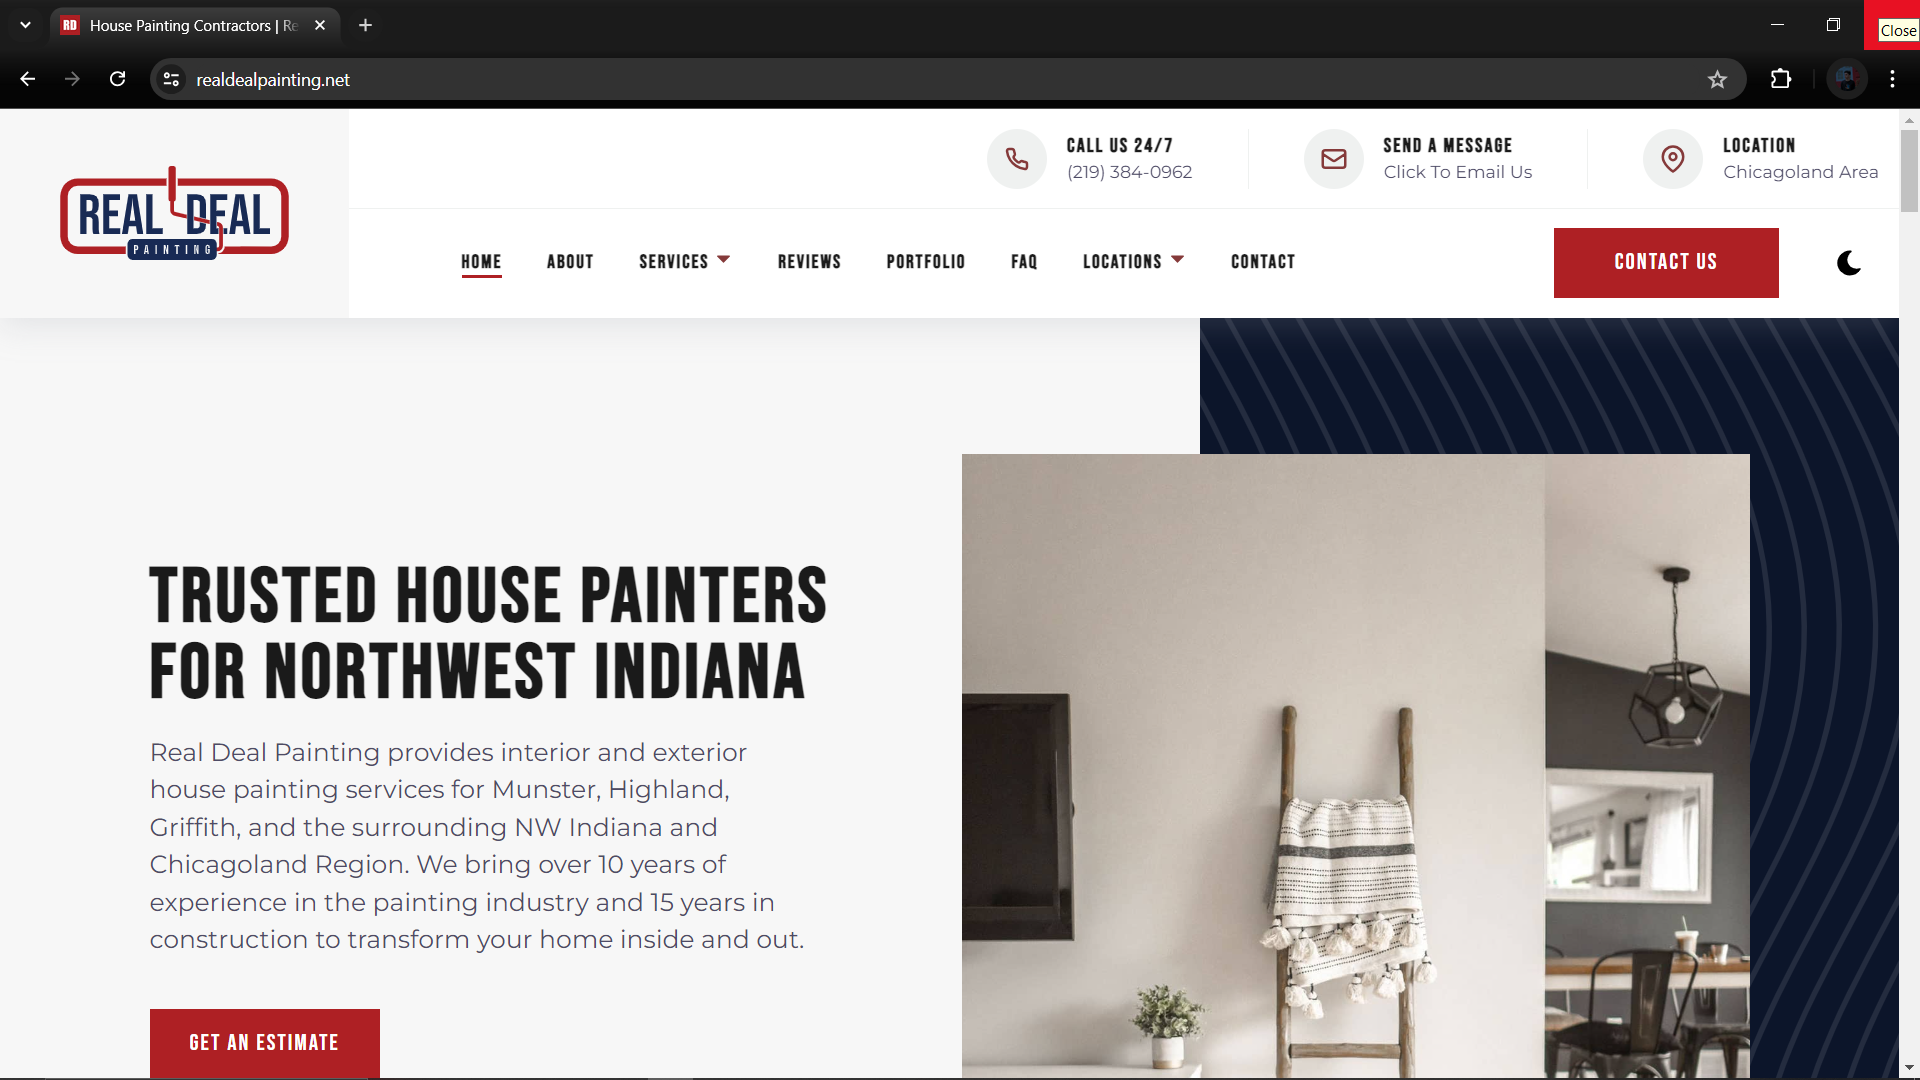 RD House Painting Contractors | Re
Close
realdealpainting.net
REAL DEAL
PAINTING
CALL US 24/7
(219) 384-0962
SEND A MESSAGE
Click To Email Us
LOCATION
Chicagoland Area
HOME ABOUT SERVICES REVIEWS PORTFOLIO FAQ LOCATIONS CONTACT
CONTACT US
TRUSTED HOUSE PAINTERS
FOR NORTHWEST INDIANA
Real Deal Painting provides interior and exterior
house painting services for Munster, Highland,
Griffith, and the surrounding NW Indiana and
Chicagoland Region. We bring over 10 years of
experience in the painting industry and 15 years in
construction to transform your home inside and out.
GET AN ESTIMATE